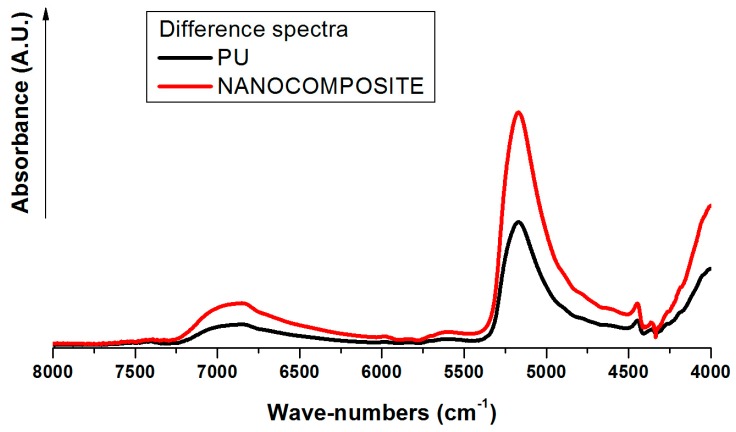 Difference spectra
PU
NANOCOMPOSITE
Absorbance (A.U.)
8000 7500 7000 6500 6000 5500 5000 4500 4000
Wave-numbers (cm⁻¹)